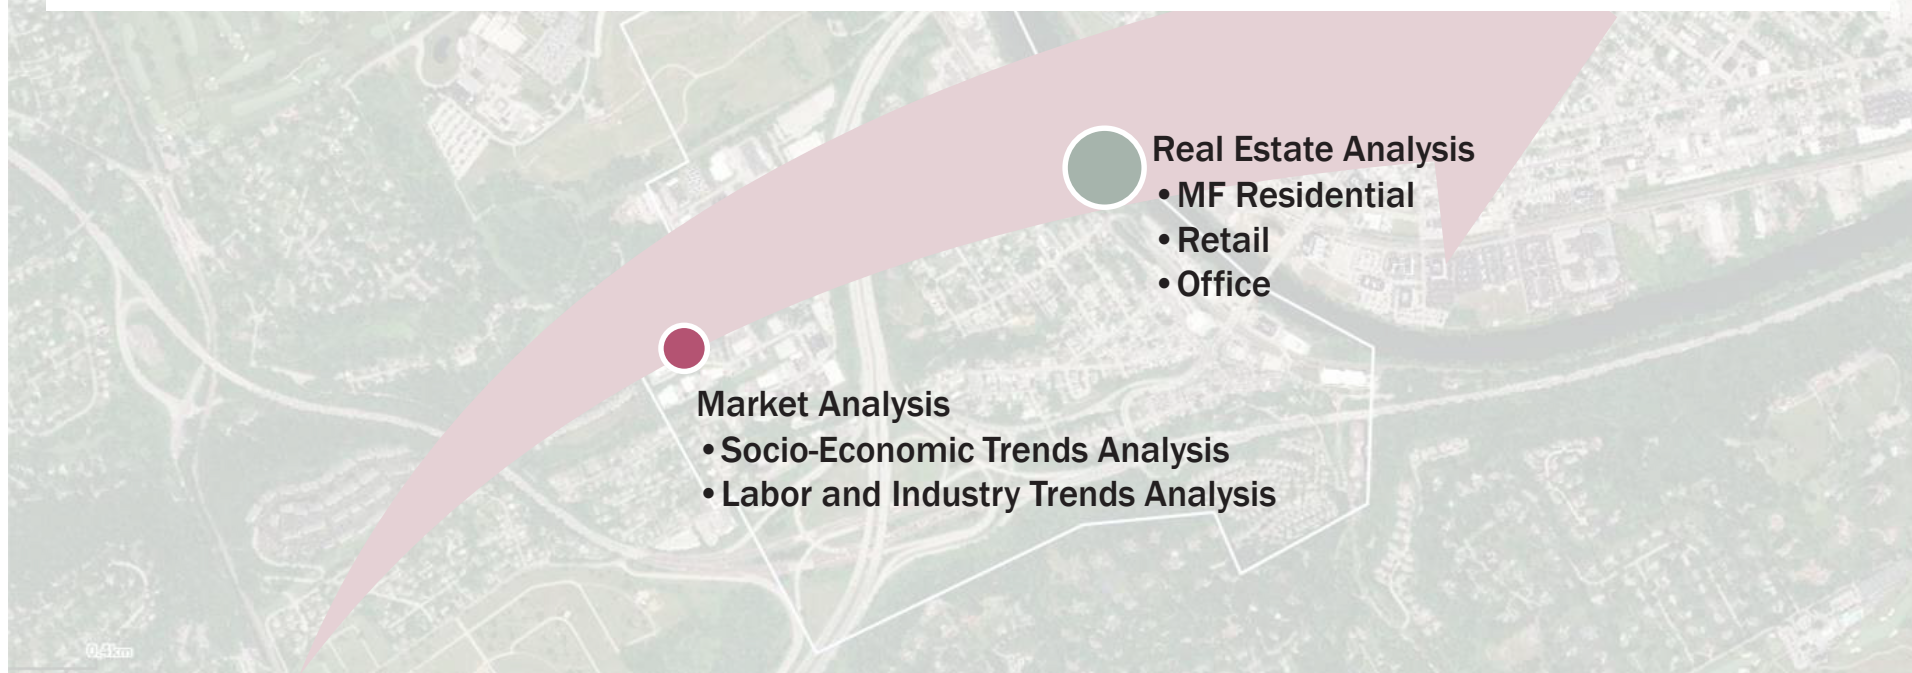 Real Estate Analysis
• MF Residential
• Retail
• Office
Market Analysis
• Socio-Economic Trends Analysis
• Labor and Industry Trends Analysis
0,4km